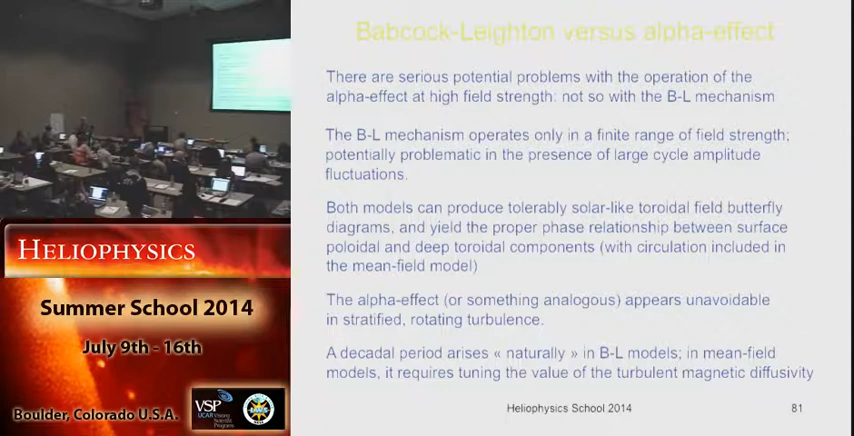 Babcock-Leighton versus alpha-effect
There are serious potential problems with the operation of the
alpha-effect at high field strength: not so with the B-L mechanism
The B-L mechanism operates only in a finite range of field strength;
potentially problematic in the presence of large cycle amplitude
fluctuations.
Both models can produce tolerably solar-like toroidal field butterfly
diagrams, and yield the proper phase relationship between surface
poloidal and deep toroidal components (with circulation included in
the mean-field model)
The alpha-effect (or something analogous) appears unavoidable
in stratified, rotating turbulence.
A decadal period arises « naturally » in B-L models; in mean-field
models, it requires tuning the value of the turbulent magnetic diffusivity
Heliophysics School 2014
81
HELIOPHYSICS
Summer School 2014
July 9th - 16th
Boulder, Colorado U.S.A.
VSP
UCAR Visiting
Scientist
Programs